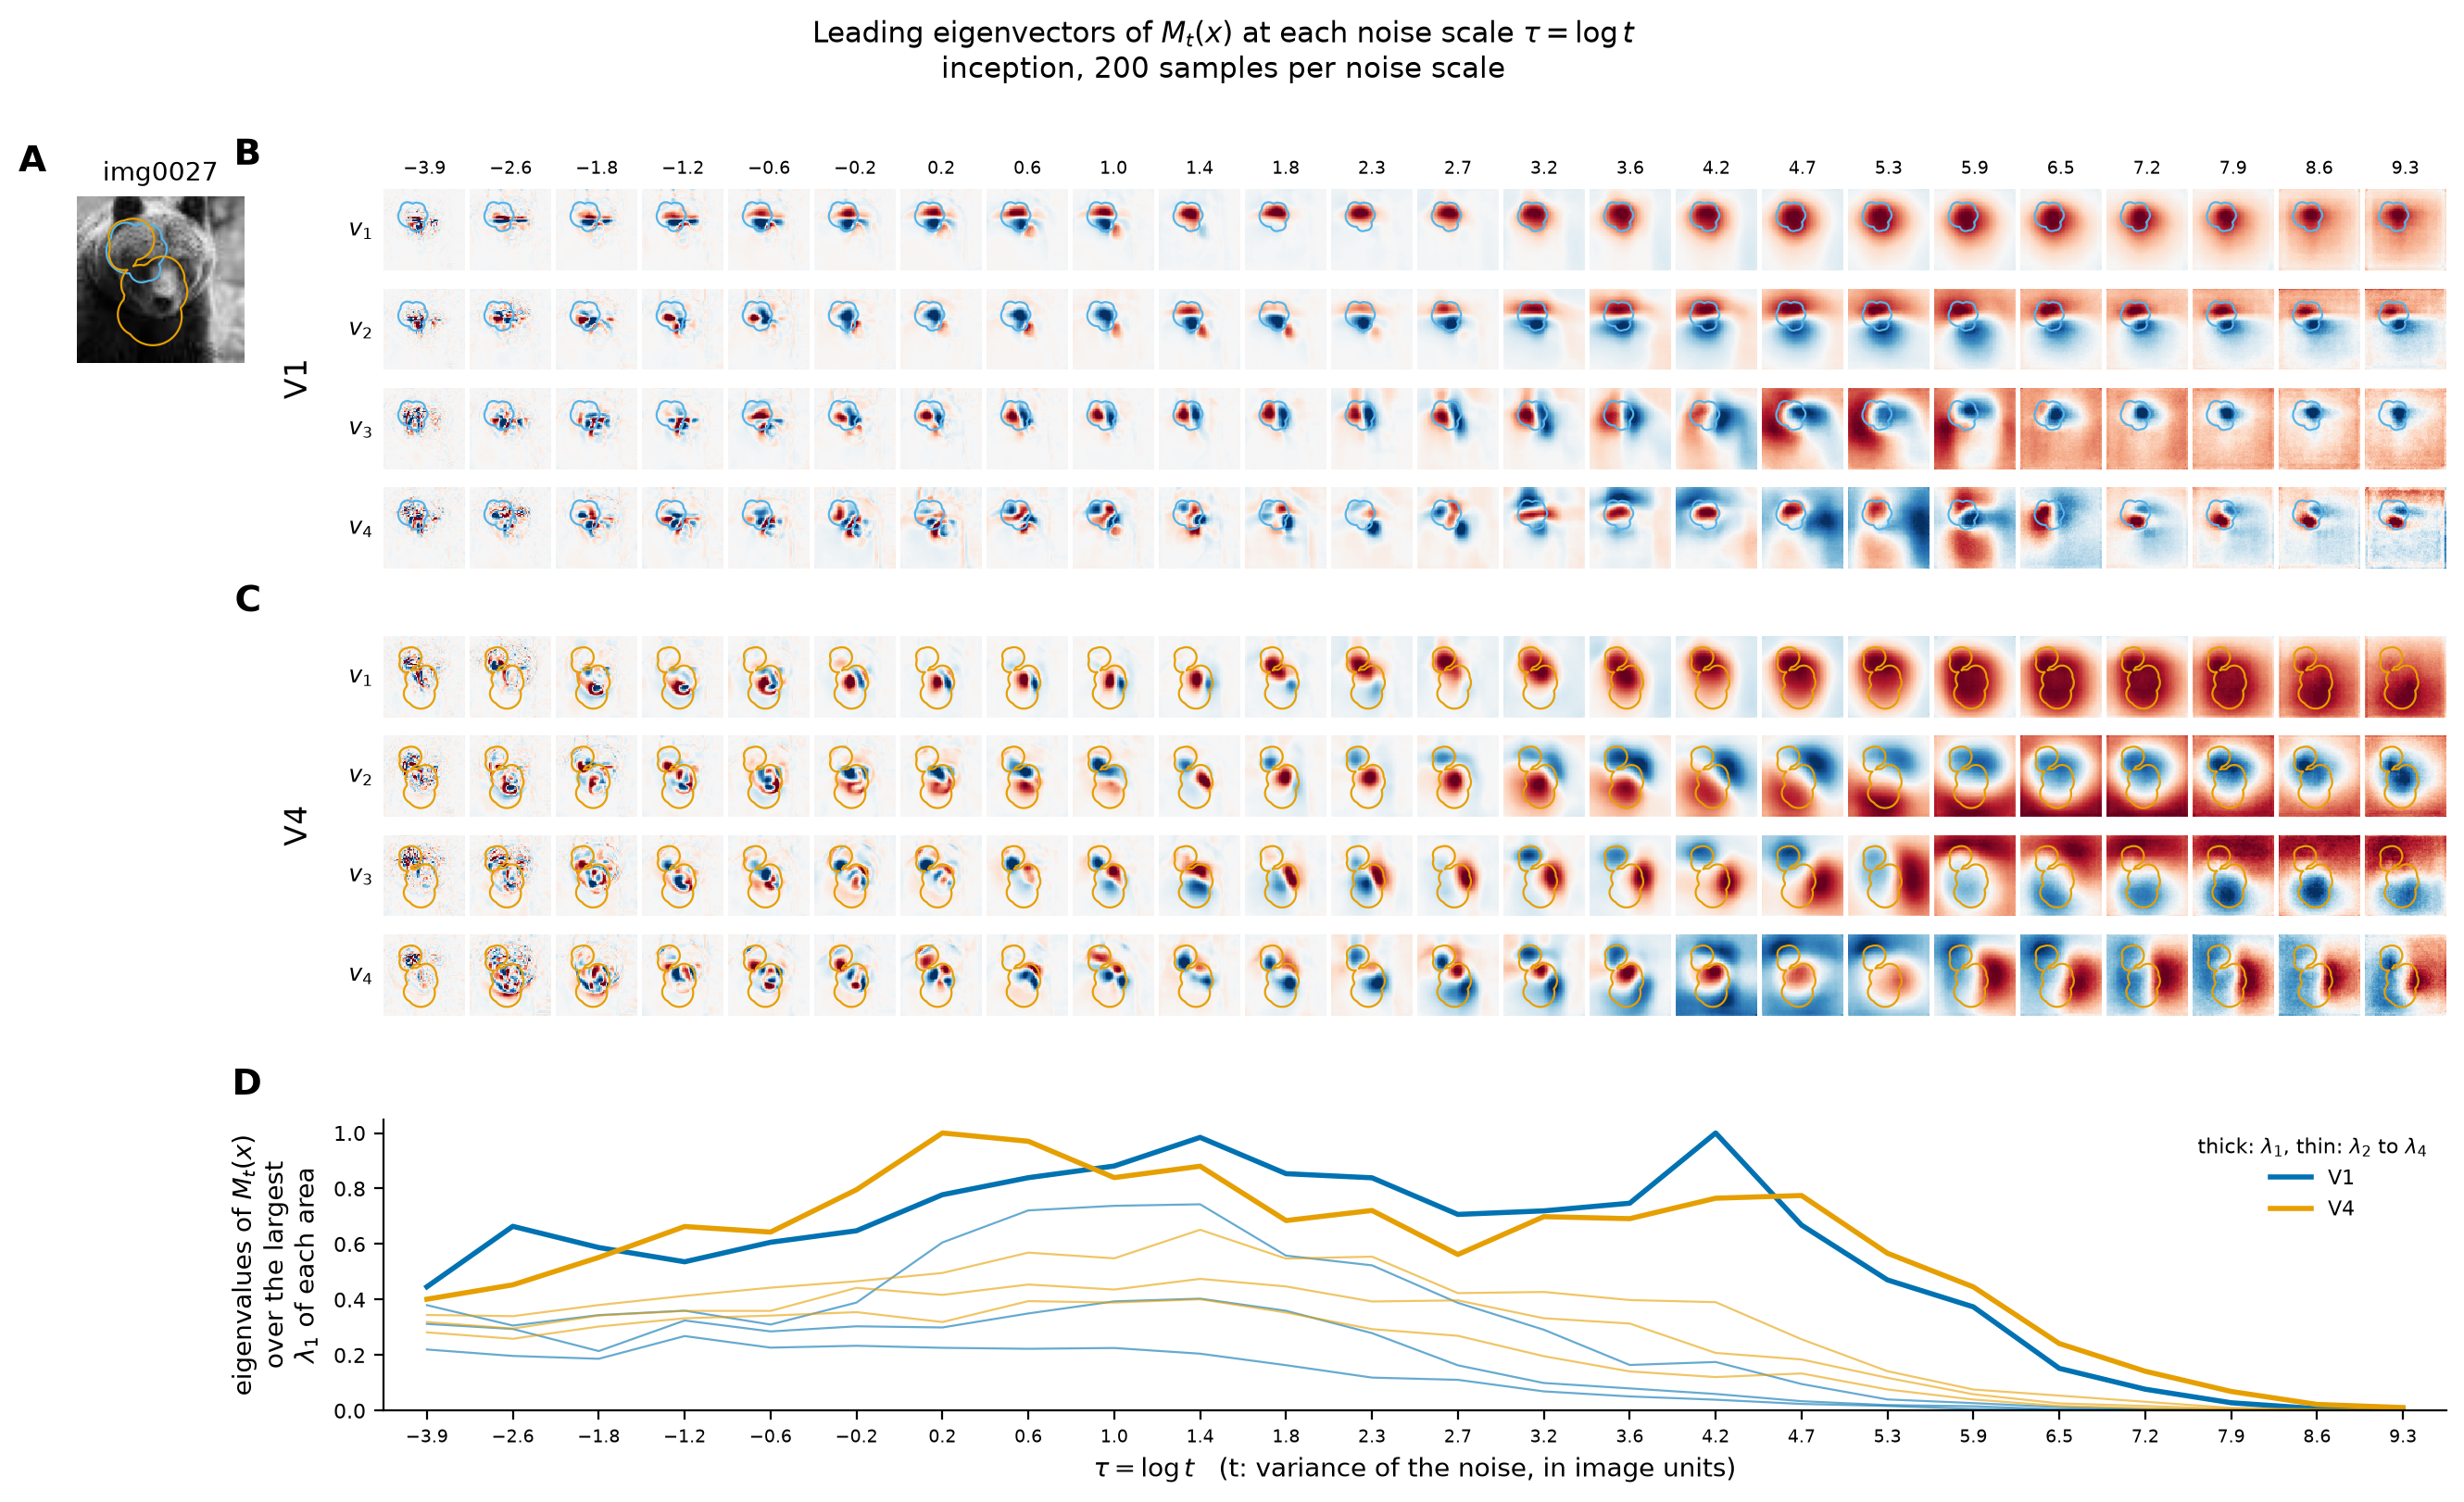 Leading eigenvectors of M_t(x) at each noise scale τ = log t
inception, 200 samples per noise scale
A
img0027
B
−3.9 −2.6 −1.8 −1.2 −0.6 −0.2 0.2 0.6 1.0 1.4 1.8 2.3 2.7 3.2 3.6 4.2 4.7 5.3 5.9 6.5 7.2 7.9 8.6 9.3
V1
v₁
v₂
v₃
v₄
C
V4
v₁
v₂
v₃
v₄
D
eigenvalues of M_t(x)
over the largest
λ₁ of each area
1.0
0.8
0.6
0.4
0.2
0.0
thick: λ₁, thin: λ₂ to λ₄
V1
V4
−3.9 −2.6 −1.8 −1.2 −0.6 −0.2 0.2 0.6 1.0 1.4 1.8 2.3 2.7 3.2 3.6 4.2 4.7 5.3 5.9 6.5 7.2 7.9 8.6 9.3
τ = log t (t: variance of the noise, in image units)